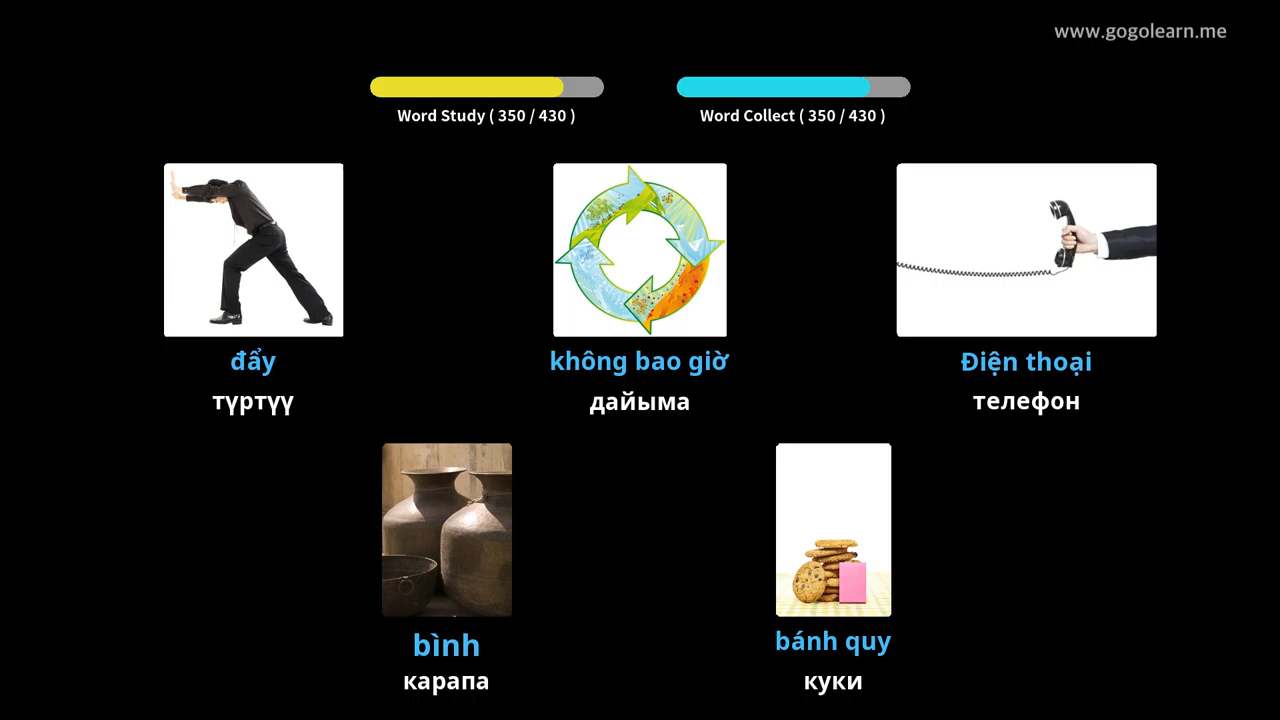 www.gogolearn.me
Word Study ( 350 / 430 )
Word Collect ( 350 / 430 )
đẩy
түртүү
không bao giờ
дайыма
Điện thoại
телефон
bình
карапа
bánh quy
куки